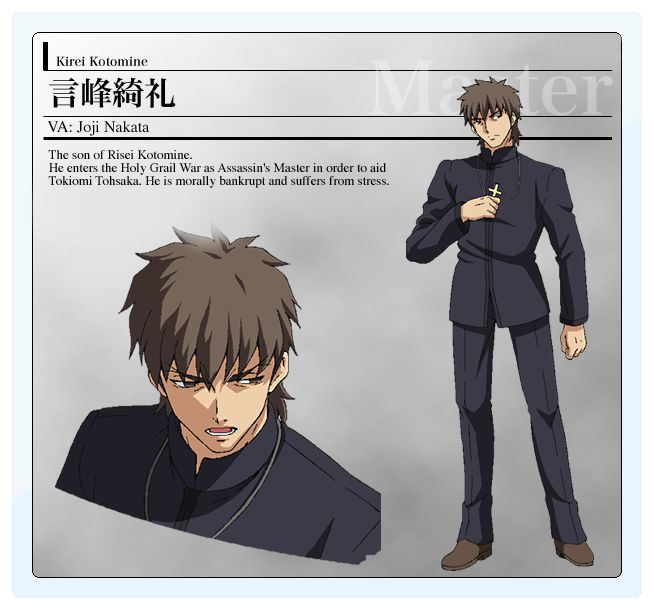 Kirei Kotomine
Master
言峰綺礼
VA: Joji Nakata
The son of Risei Kotomine.
He enters the Holy Grail War as Assassin's Master in order to aid
Tokiomi Tohsaka. He is morally bankrupt and suffers from stress.